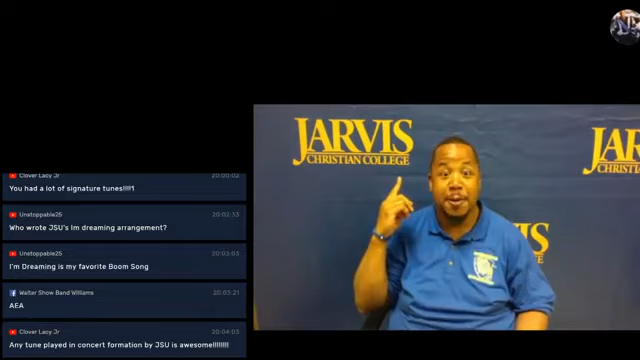 Clover Lacy Jr 20:00:02
You had a lot of signature tunes!!!!1
Unstoppable25 20:02:33
Who wrote JSU's Im dreaming arrangement?
Unstoppable25 20:03:03
I'm Dreaming is my favorite Boom Song
Walter Show Band Williams 20:03:21
AEA
Clover Lacy Jr 20:04:03
Any tune played in concert formation by JSU is awesome!!!!!!!!
JARVIS
CHRISTIAN COLLEGE
JARVIS
CHRISTIAN COLLEGE